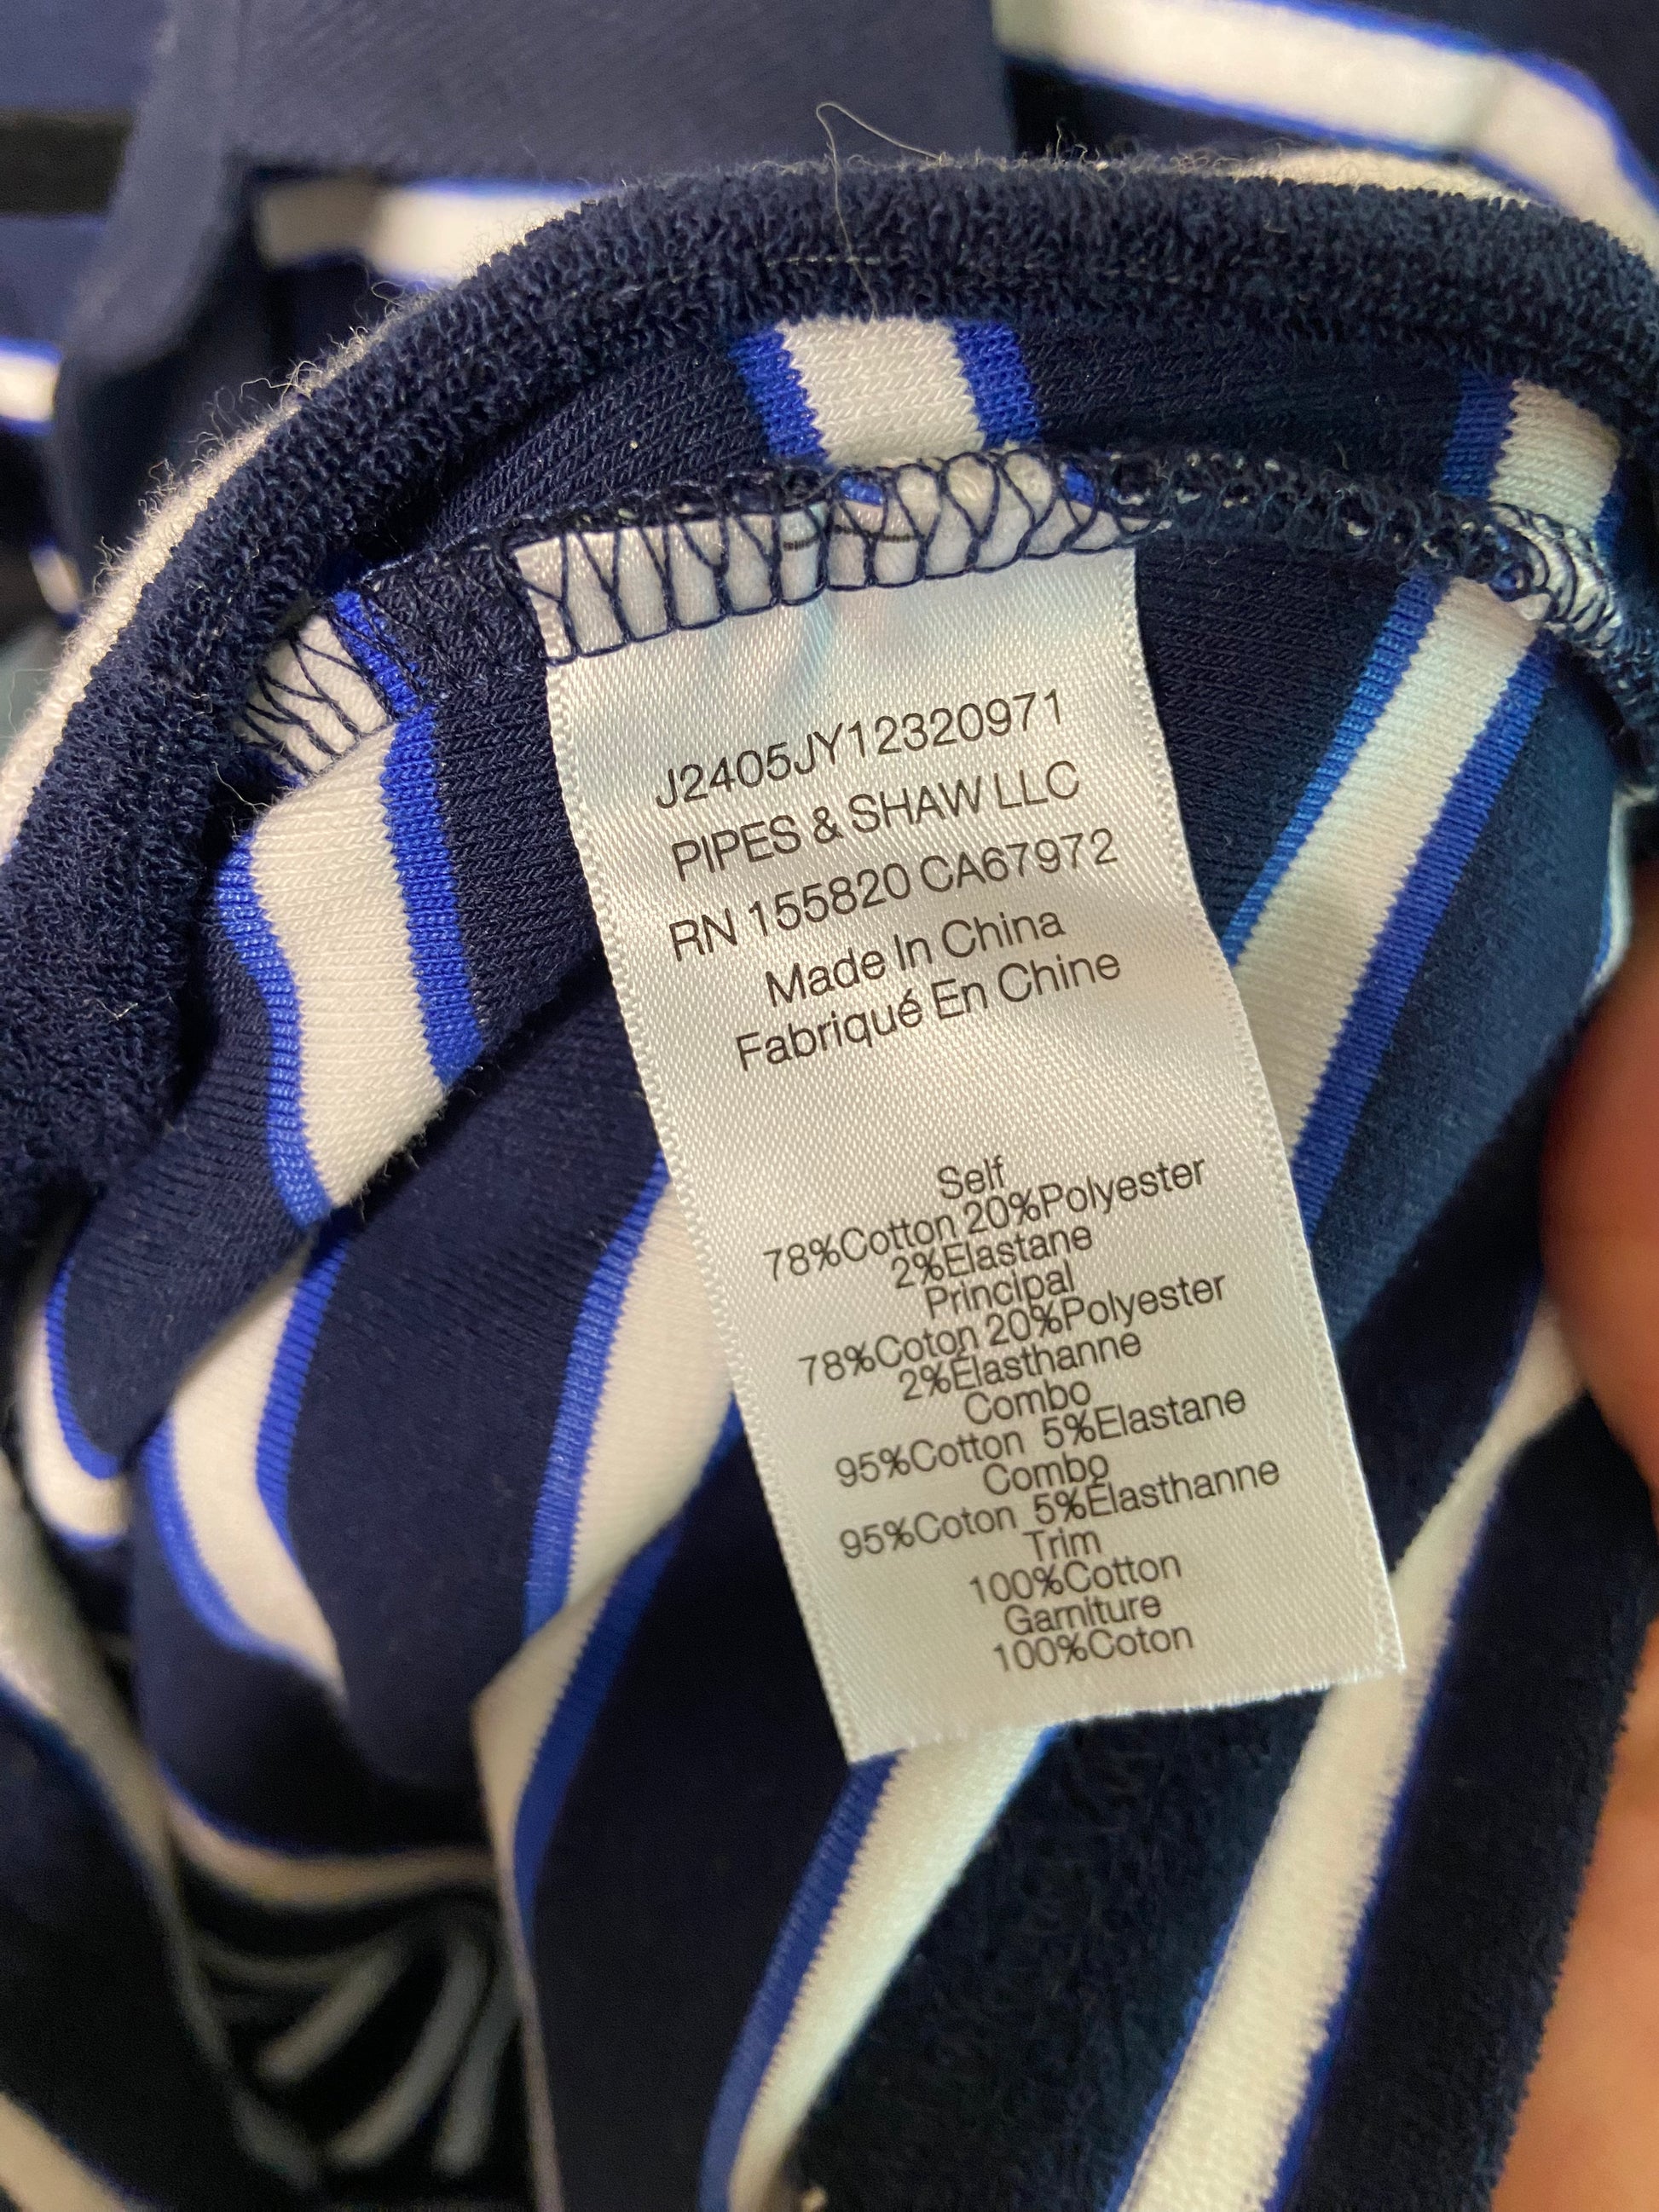 J2405JY12320971
PIPES & SHAW LLC
RN 155820 CA67972
Made In China
Fabriqué En Chine
Self
78%Cotton 20%Polyester
2%Elastane
Principal
78%Coton 20%Polyester
2%Élasthanne
Combo
95%Cotton 5%Elastane
Combo
95%Coton 5%Élasthanne
Trim
100%Cotton
Garniture
100%Coton